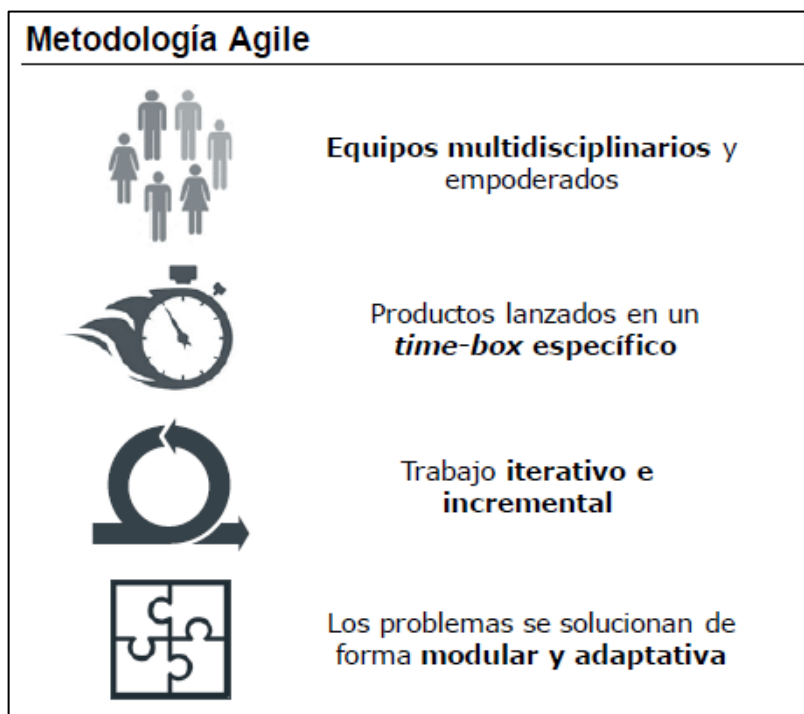 Metodología Agile
Equipos multidisciplinarios y
empoderados
Productos lanzados en un
time-box específico
Trabajo iterativo e
incremental
Los problemas se solucionan de
forma modular y adaptativa